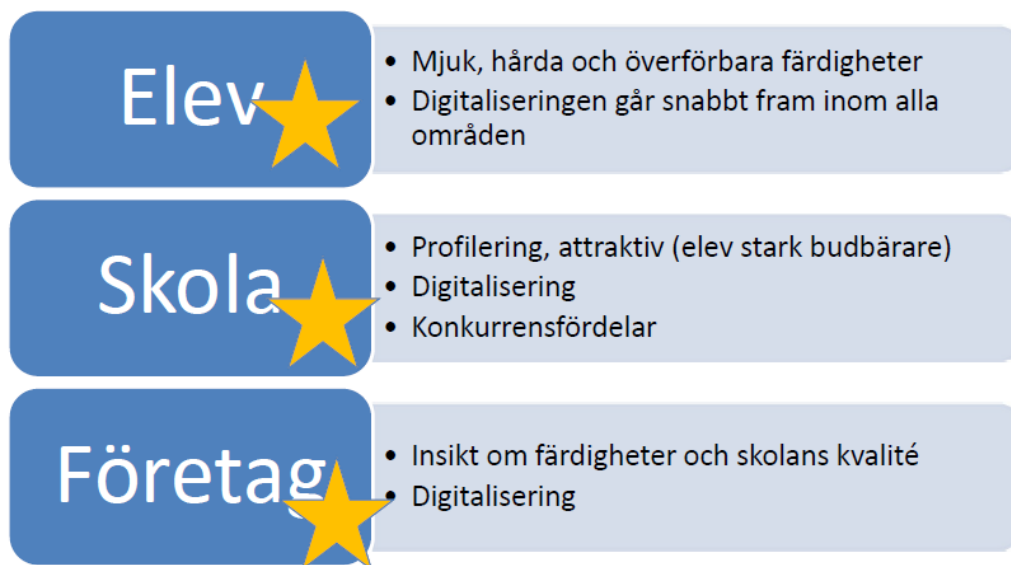 Elev
• Mjuk, hårda och överförbara färdigheter
• Digitaliseringen går snabbt fram inom alla
områden
Skola
• Profilering, attraktiv (elev stark budbärare)
• Digitalisering
• Konkurrensfördelar
Företag
• Insikt om färdigheter och skolans kvalité
• Digitalisering